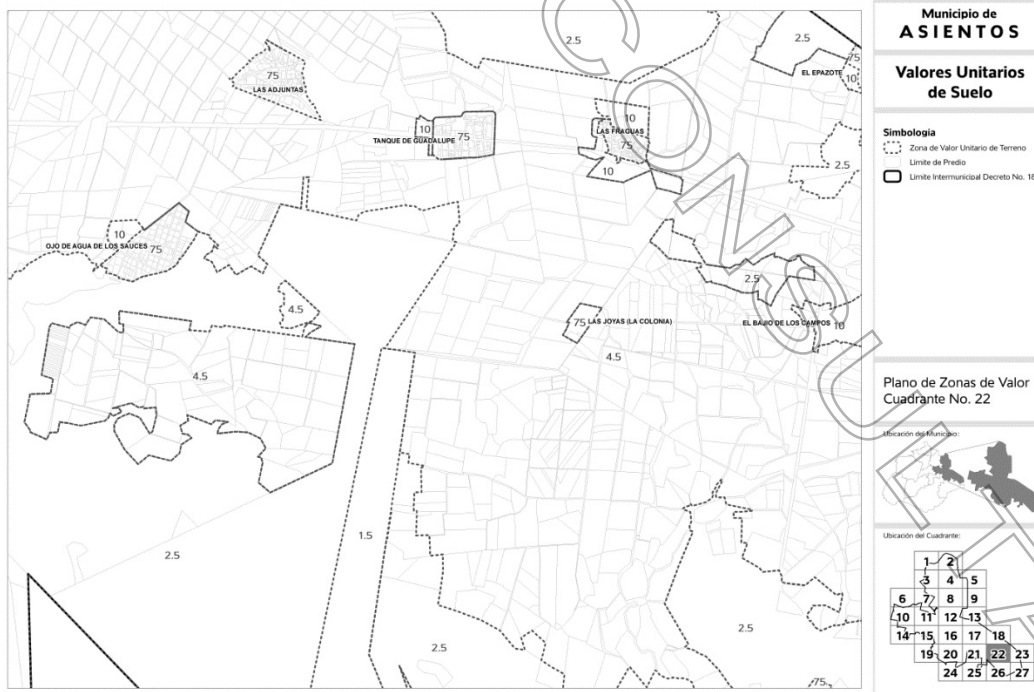 2.5
2.5
75
EL EPAZOTE
10
75
LAS ADJUNTAS
10
TANQUE DE GUADALUPE
75
10
LAS FRAGUAS
75
10
2.5
10
OJO DE AGUA DE LOS SAUCES
75
2.5
4.5
75
LAS JOYAS (LA COLONIA)
EL BAJIO DE LOS CAMPOS
10
4.5
4.5
1.5
2.5
2.5
2.5
75
CONSULTA
Municipio de
ASIENTOS
Valores Unitarios
de Suelo
Simbología
Zona de Valor Unitario de Terreno
Limite de Predio
Limite Intermunicipal Decreto No. 18
Plano de Zonas de Valor
Cuadrante No. 22
Ubicación del Municipio:
Ubicación del Cuadrante:
1 2
3 4 5
6 7 8 9
10 11 12 13
14 15 16 17 18
19 20 21 22 23
24 25 26 27